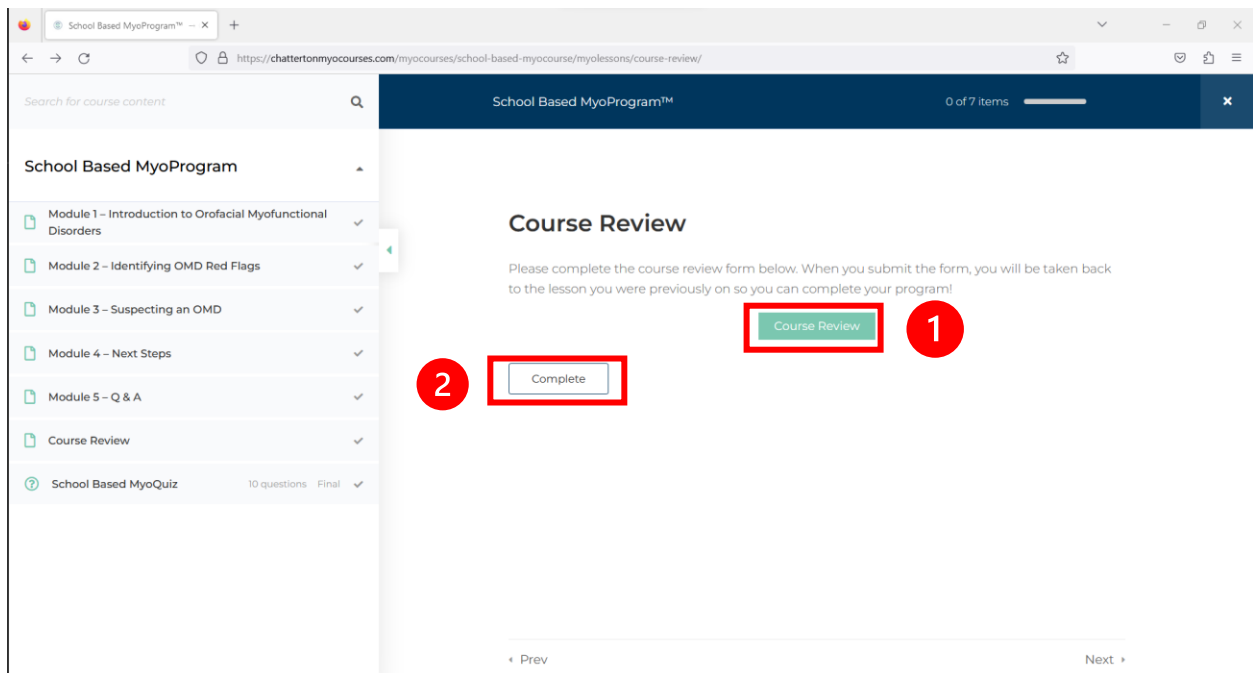 School Based MyoProgram™ —
https://chattertonmyocourses.com/myocourses/school-based-myocourse/myolessons/course-review/
Search for course content
School Based MyoProgram™
0 of 7 items
School Based MyoProgram
Module 1 – Introduction to Orofacial Myofunctional
Disorders
Module 2 – Identifying OMD Red Flags
Module 3 – Suspecting an OMD
Module 4 – Next Steps
Module 5 – Q & A
Course Review
School Based MyoQuiz 10 questions Final
Course Review
Please complete the course review form below. When you submit the form, you will be taken back
to the lesson you were previously on so you can complete your program!
Course Review
1
2
Complete
Prev
Next